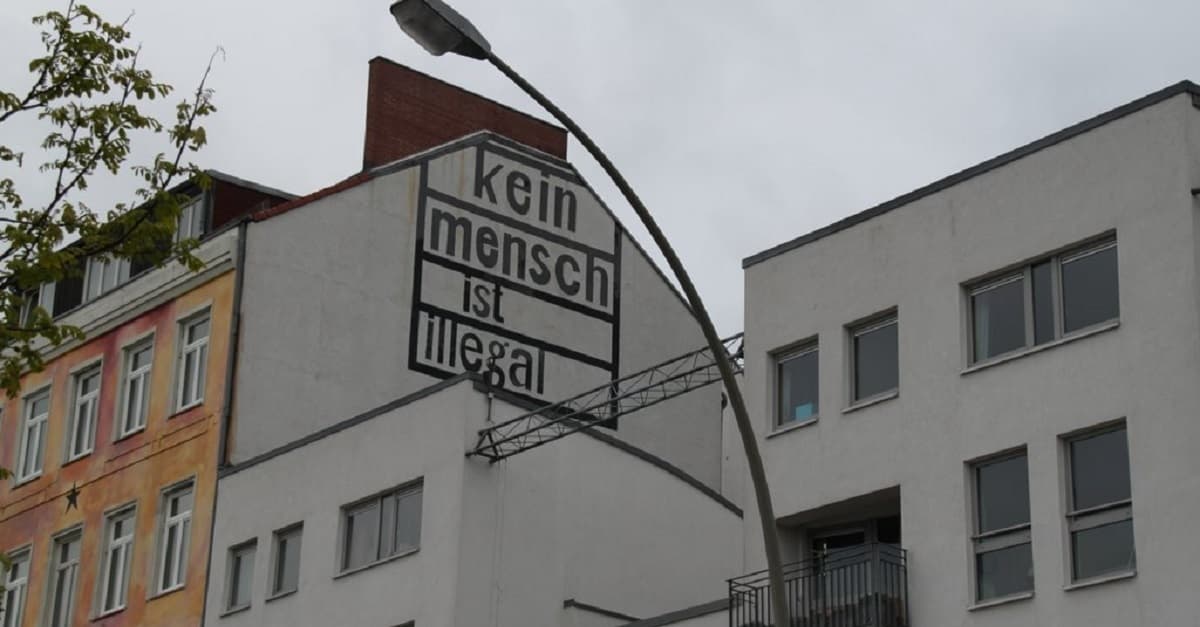 kein
mensch
ist
illegal